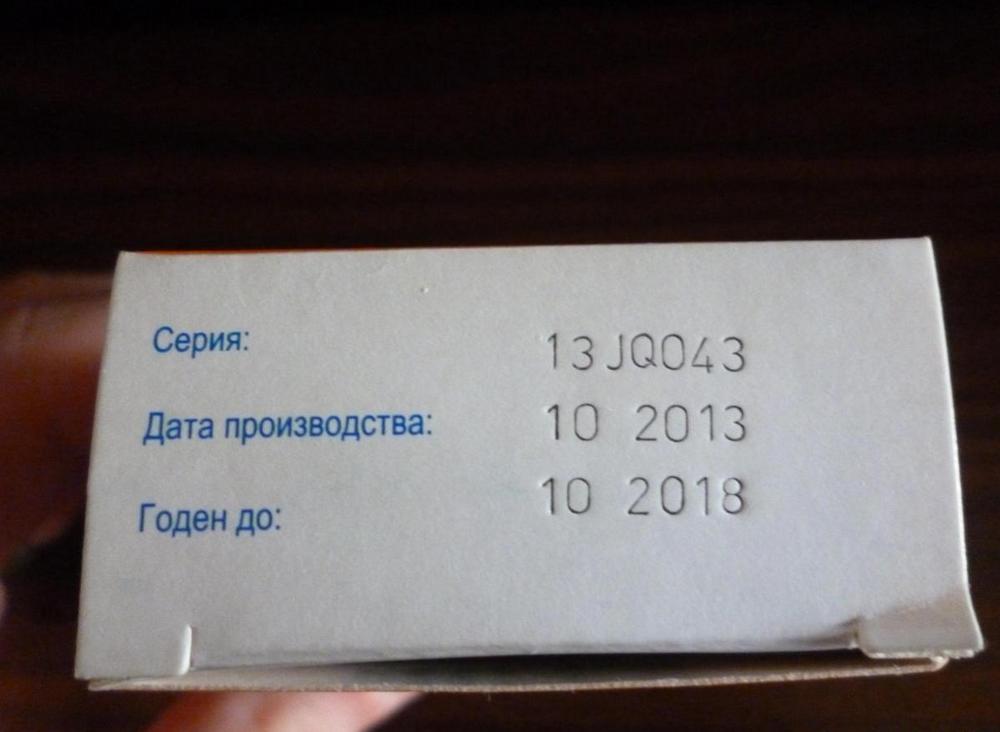 Серия: 13JQ043
Дата производства: 10 2013
Годен до: 10 2018